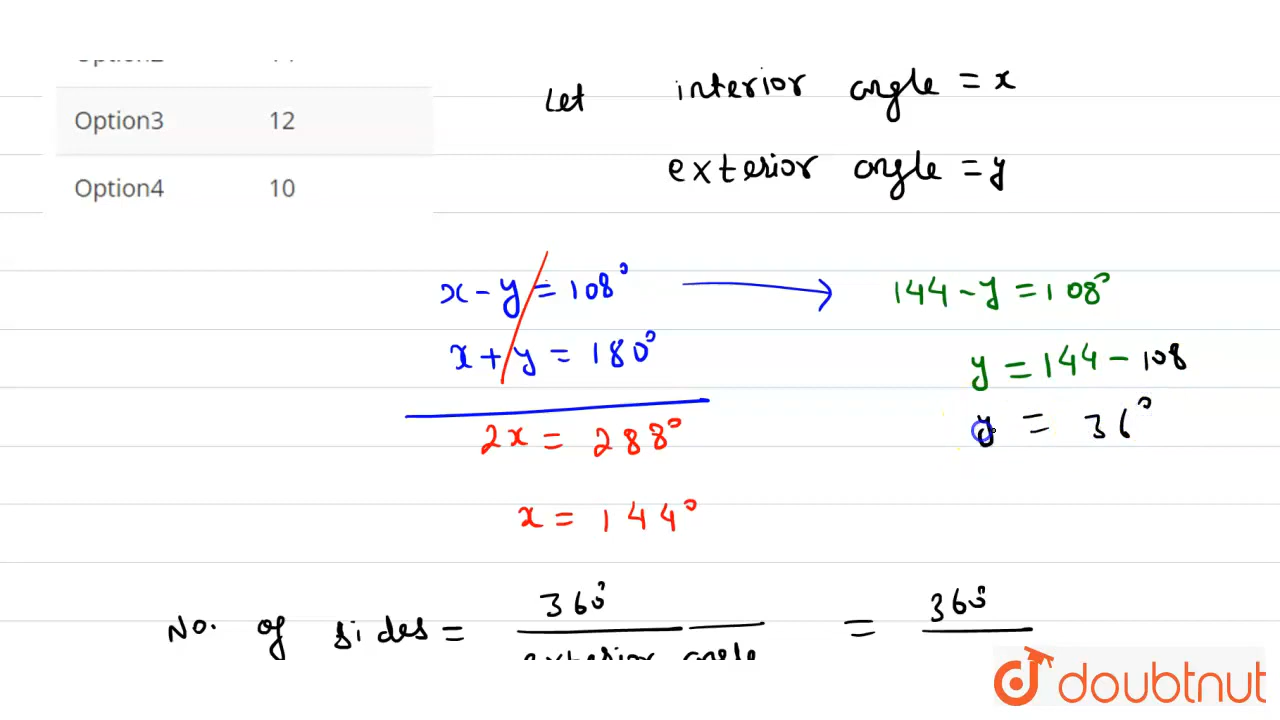 Option3 12
Option4 10
Let interior angle = x
exterior angle = y
x - y = 108°
x + y = 180°
2x = 288°
x = 144°
144 - y = 108°
y = 144 - 108
y = 36°
No. of sides = 360° / exterior angle = 360°
doubtnut